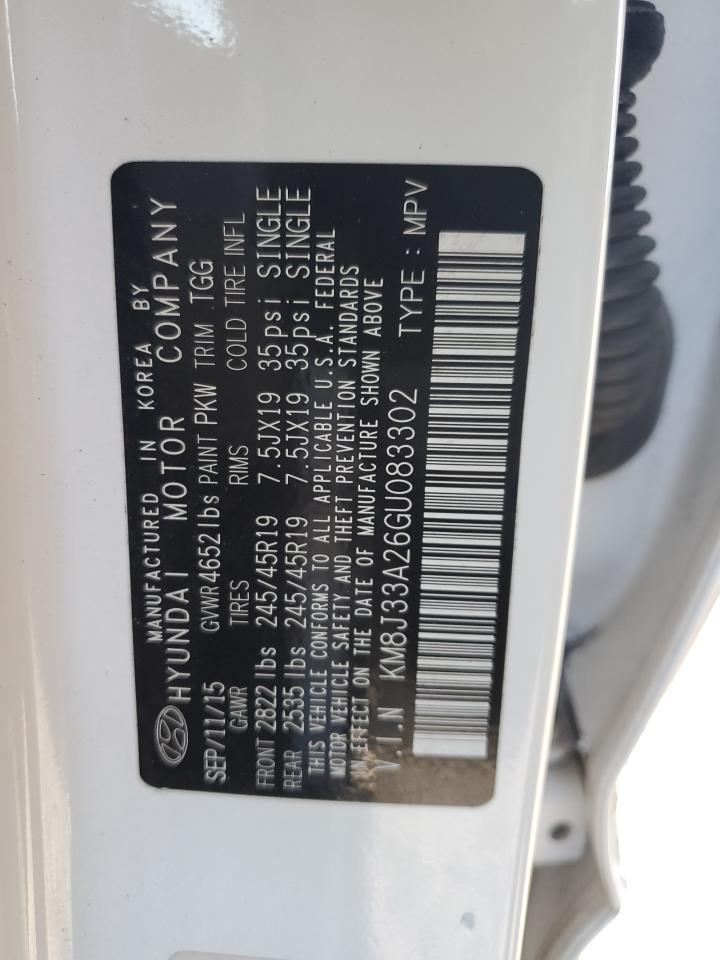 MANUFACTURED IN KOREA BY
HYUNDAI MOTOR COMPANY
SEP/11/15 GVWR4652lbs PAINT PKW TRIM TGG
GAWR TIRES RIMS COLD TIRE INFL
FRONT 2822 lbs 245/45R19 7.5JX19 35psi SINGLE
REAR 2535 lbs 245/45R19 7.5JX19 35psi SINGLE
THIS VEHICLE CONFORMS TO ALL APPLICABLE U.S.A. FEDERAL
MOTOR VEHICLE SAFETY AND THEFT PREVENTION STANDARDS
IN EFFECT ON THE DATE OF MANUFACTURE SHOWN ABOVE
V.I.N KM8J33A26GU083302 TYPE : MPV